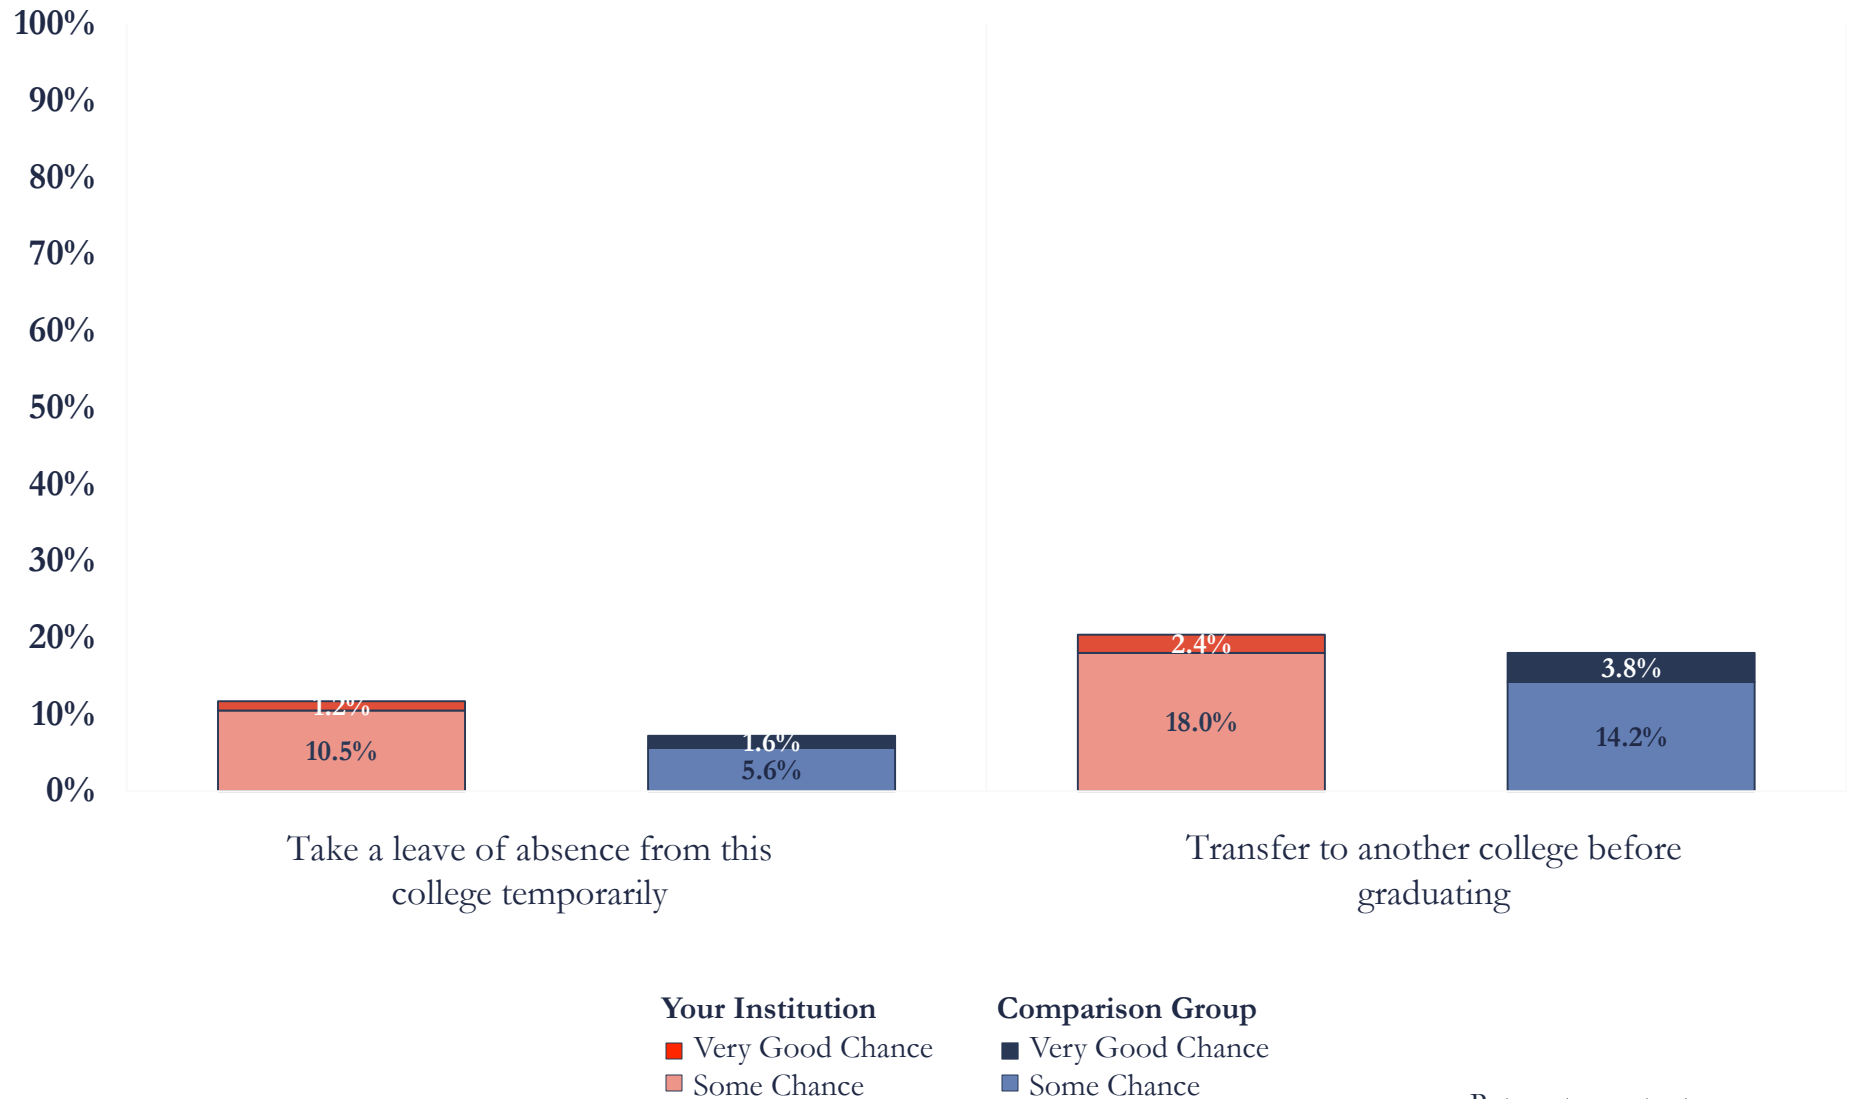 100%
90%
80%
70%
60%
50%
40%
30%
20%
10%
0%
1.2%
10.5%
1.6%
5.6%
2.4%
18.0%
3.8%
14.2%
Take a leave of absence from this
college temporarily
Transfer to another college before
graduating
Your Institution
Very Good Chance
Some Chance
Comparison Group
Very Good Chance
Some Chance